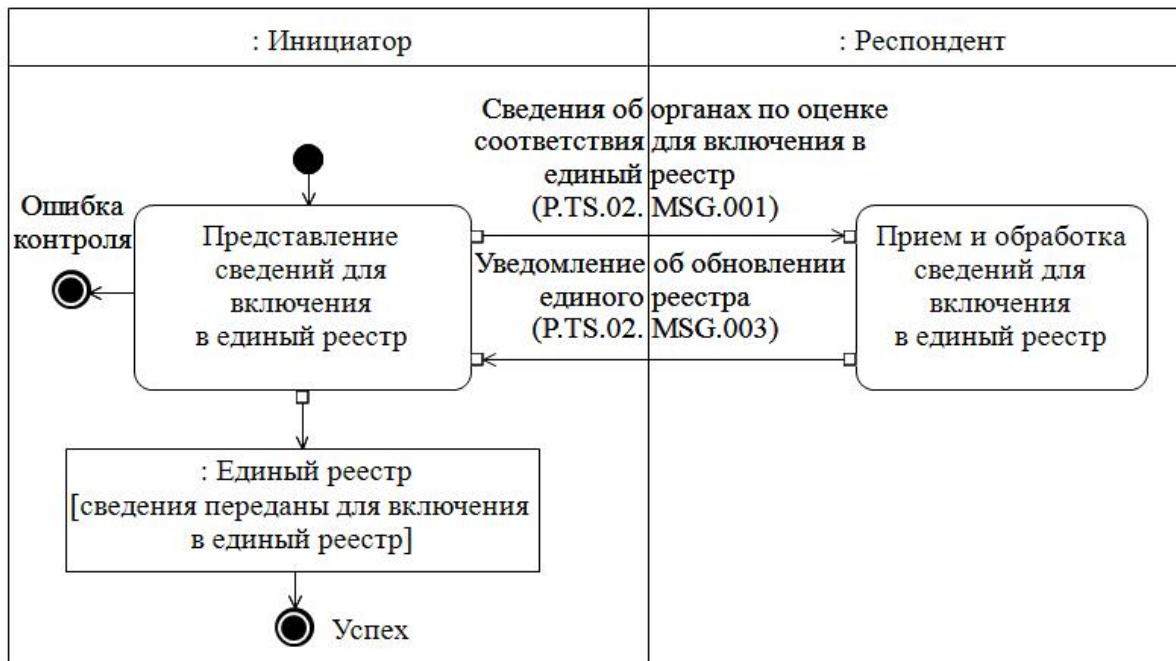 : Инициатор
: Респондент
Сведения об органах по оценке
соответствия для включения в
единый реестр
(P.TS.02. MSG.001)
Ошибка
контроля
Представление
сведений для
включения
в единый реестр
Уведомление об обновлении
единого реестра
(P.TS.02. MSG.003)
Прием и обработка
сведений для
включения
в единый реестр
: Единый реестр
[сведения переданы для включения
в единый реестр]
Успех